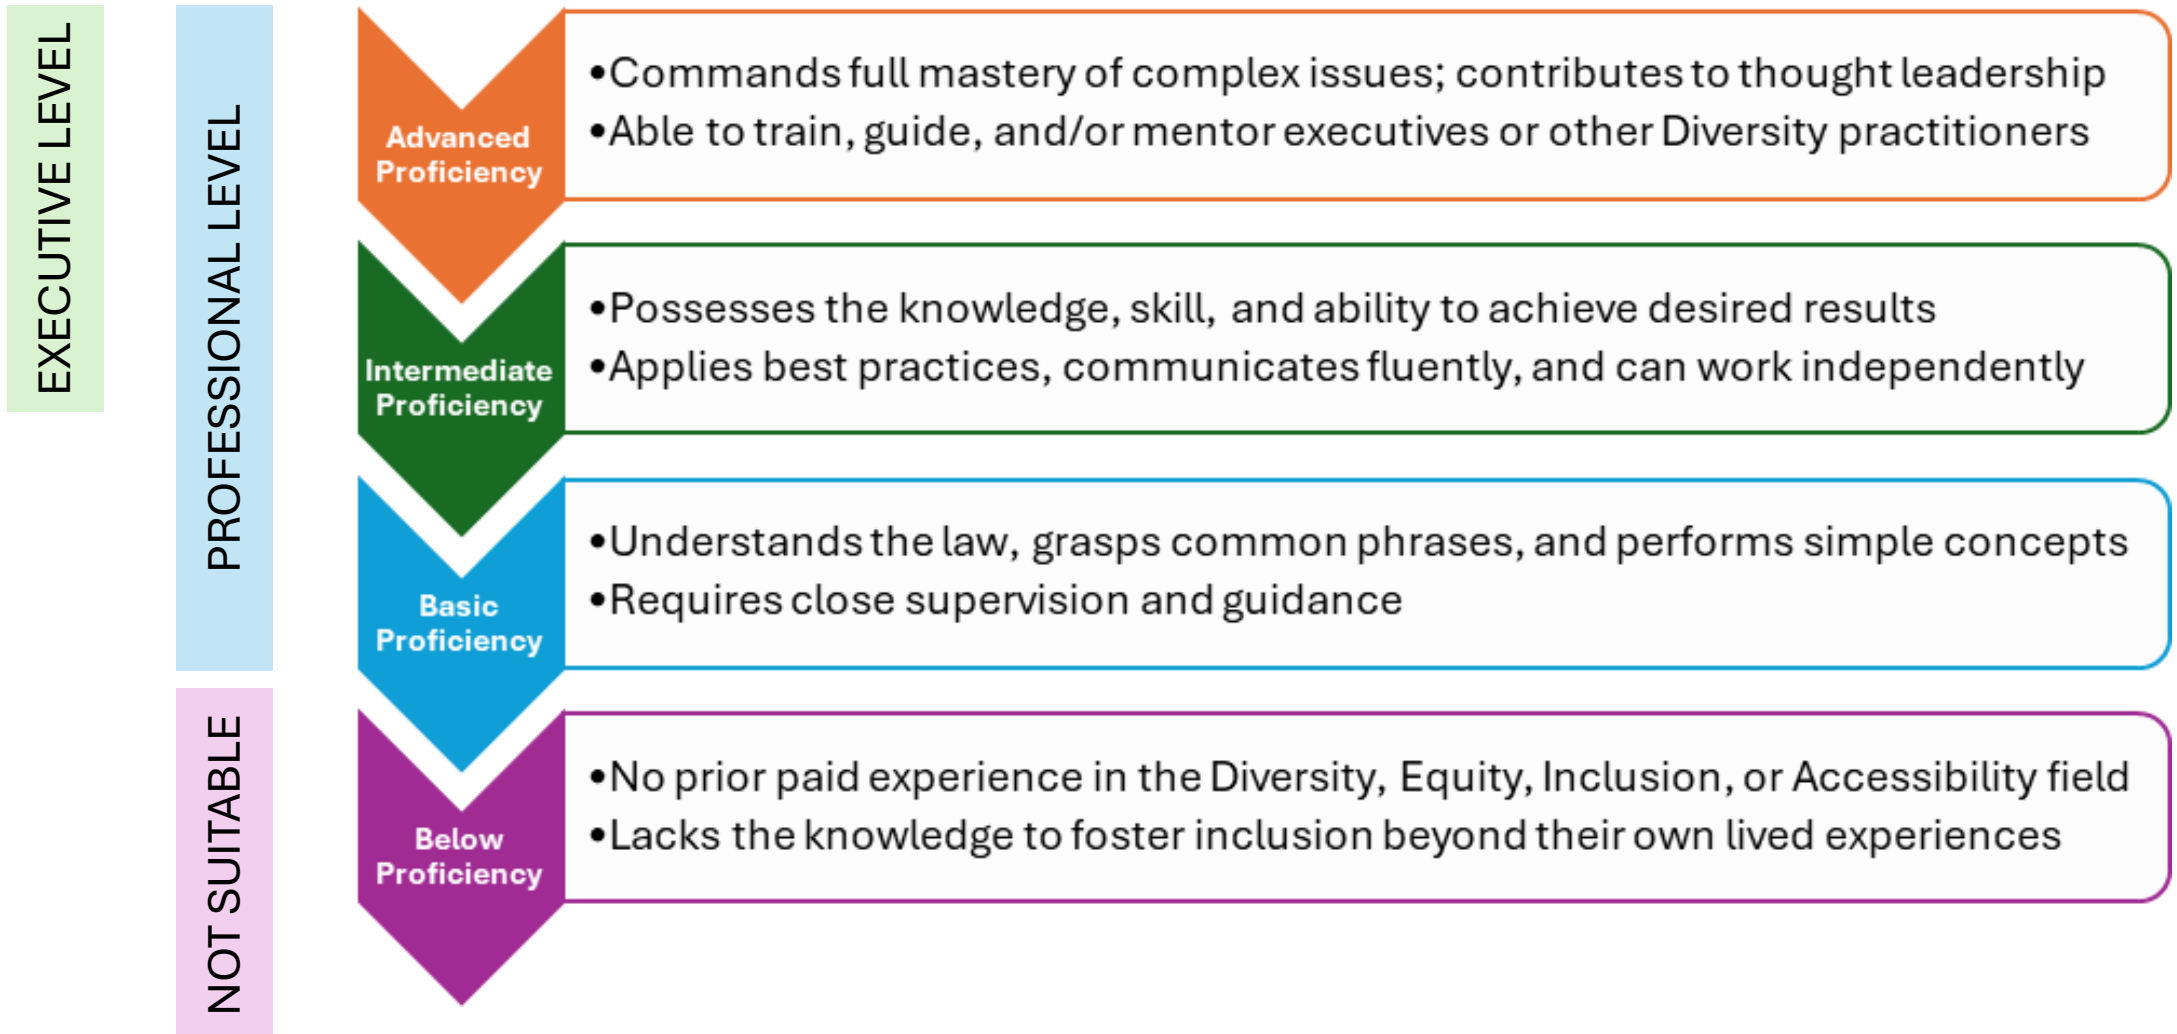 EXECUTIVE LEVEL
PROFESSIONAL LEVEL
NOT SUITABLE
Advanced
Proficiency
•Commands full mastery of complex issues; contributes to thought leadership
•Able to train, guide, and/or mentor executives or other Diversity practitioners
Intermediate
Proficiency
•Possesses the knowledge, skill, and ability to achieve desired results
•Applies best practices, communicates fluently, and can work independently
Basic
Proficiency
•Understands the law, grasps common phrases, and performs simple concepts
•Requires close supervision and guidance
Below
Proficiency
•No prior paid experience in the Diversity, Equity, Inclusion, or Accessibility field
•Lacks the knowledge to foster inclusion beyond their own lived experiences